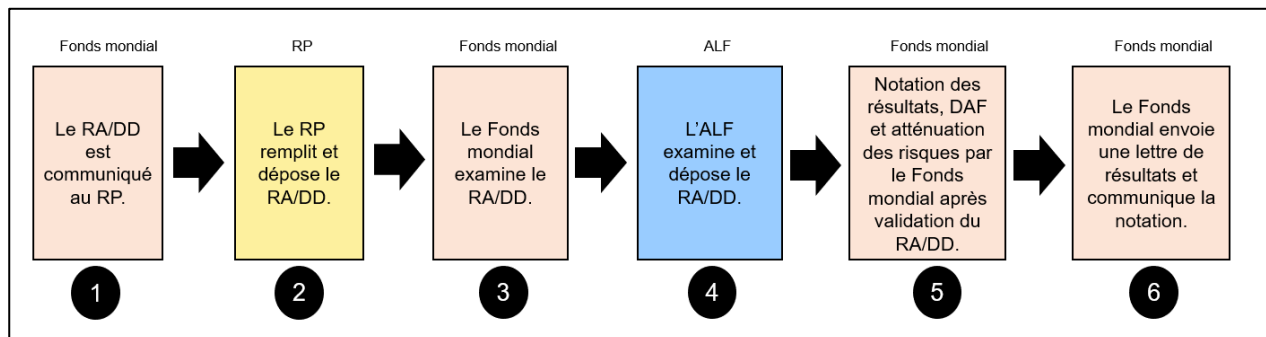 Fonds mondial
RP
Fonds mondial
ALF
Fonds mondial
Fonds mondial
Le RA/DD
est
communiqué
au RP.
Le RP
remplit et
dépose le
RA/DD.
Le Fonds
mondial
examine le
RA/DD.
L'ALF
examine et
dépose le
RA/DD.
Notation des
résultats, DAF
et atténuation
des risques par
le Fonds
mondial après
validation du
RA/DD.
Le Fonds
mondial envoie
une lettre de
résultats et
communique la
notation.
1
2
3
4
5
6